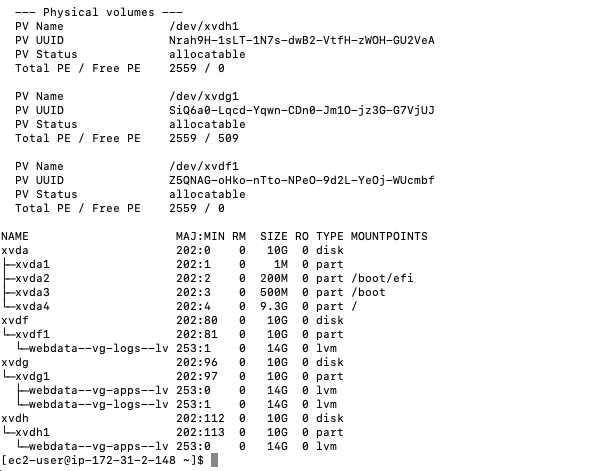 --- Physical volumes ---
PV Name               /dev/xvdh1
PV UUID               Nrah9H-1sLT-1N7s-dwB2-VtfH-zWOH-GU2VeA
PV Status             allocatable
Total PE / Free PE    2559 / 0
PV Name               /dev/xvdg1
PV UUID               SiQ6a0-Lqcd-Yqwn-CDn0-Jm1O-jz3G-G7VjUJ
PV Status             allocatable
Total PE / Free PE    2559 / 509
PV Name               /dev/xvdf1
PV UUID               Z5QNAG-oHko-nTto-NPeO-9d2L-YeOj-WUcmbf
PV Status             allocatable
Total PE / Free PE    2559 / 0
NAME                     MAJ:MIN RM  SIZE RO TYPE MOUNTPOINTS
xvda                     202:0    0   10G  0 disk
├─xvda1                  202:1    0    1M  0 part
├─xvda2                  202:2    0  200M  0 part /boot/efi
├─xvda3                  202:3    0  500M  0 part /boot
└─xvda4                  202:4    0  9.3G  0 part /
xvdf                     202:80   0   10G  0 disk
└─xvdf1                  202:81   0   10G  0 part
  └─webdata--vg-logs--lv 253:1    0   14G  0 lvm
xvdg                     202:96   0   10G  0 disk
└─xvdg1                  202:97   0   10G  0 part
  ├─webdata--vg-apps--lv 253:0    0   14G  0 lvm
  └─webdata--vg-logs--lv 253:1    0   14G  0 lvm
xvdh                     202:112  0   10G  0 disk
└─xvdh1                  202:113  0   10G  0 part
  └─webdata--vg-apps--lv 253:0    0   14G  0 lvm
[ec2-user@ip-172-31-2-148 ~]$